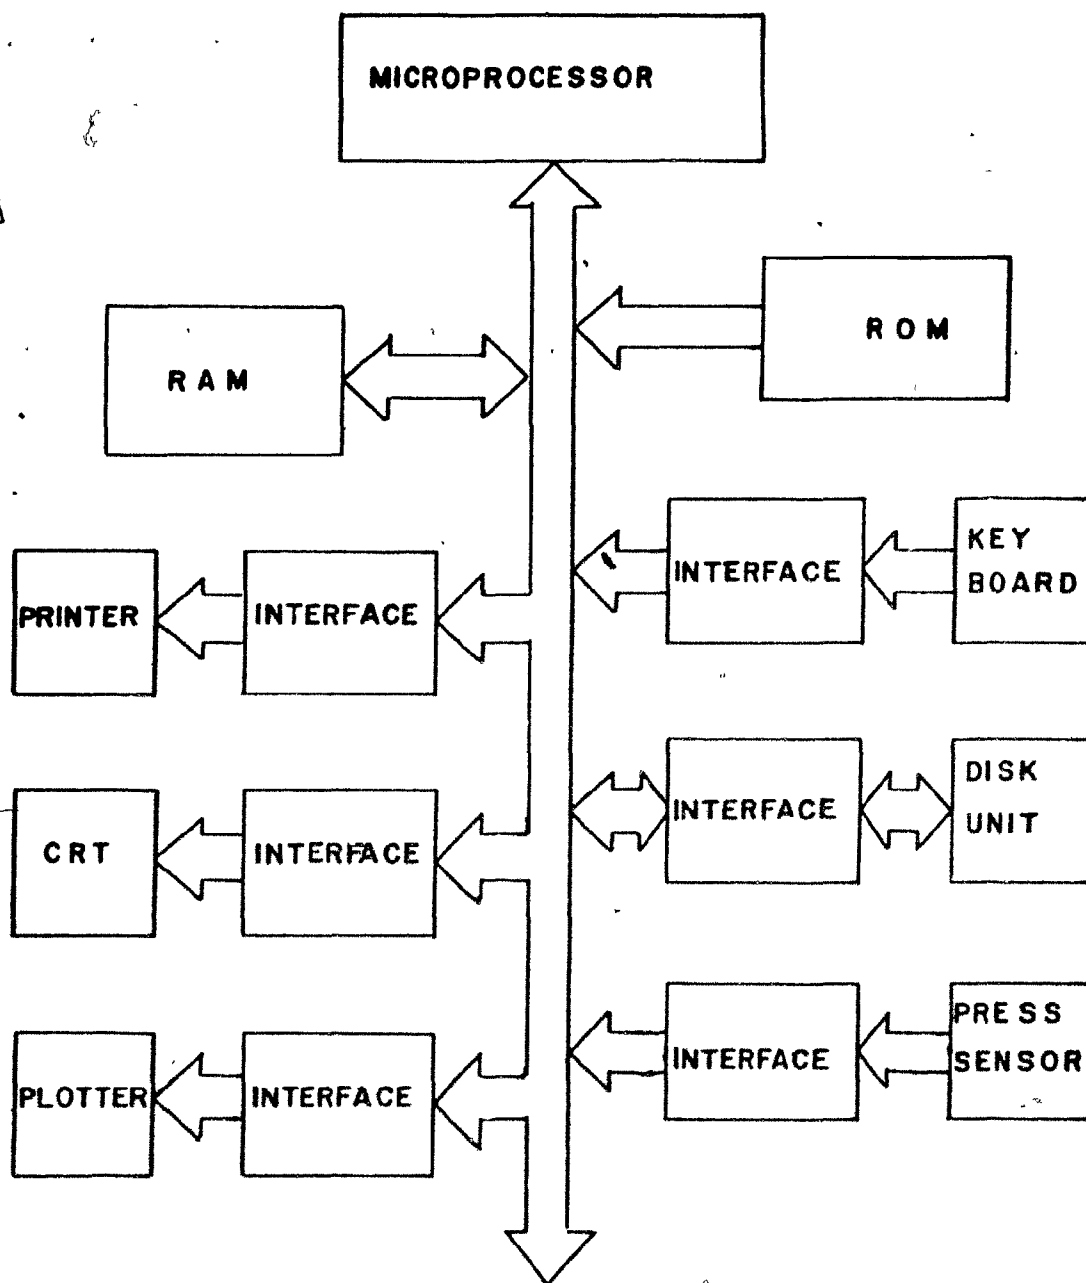 MICROPROCESSOR
ROM
RAM
KEY
BOARD
INTERFACE
PRINTER
INTERFACE
DISK
UNIT
INTERFACE
CRT
INTERFACE
PRESS
SENSOR
INTERFACE
PLOTTER
INTERFACE